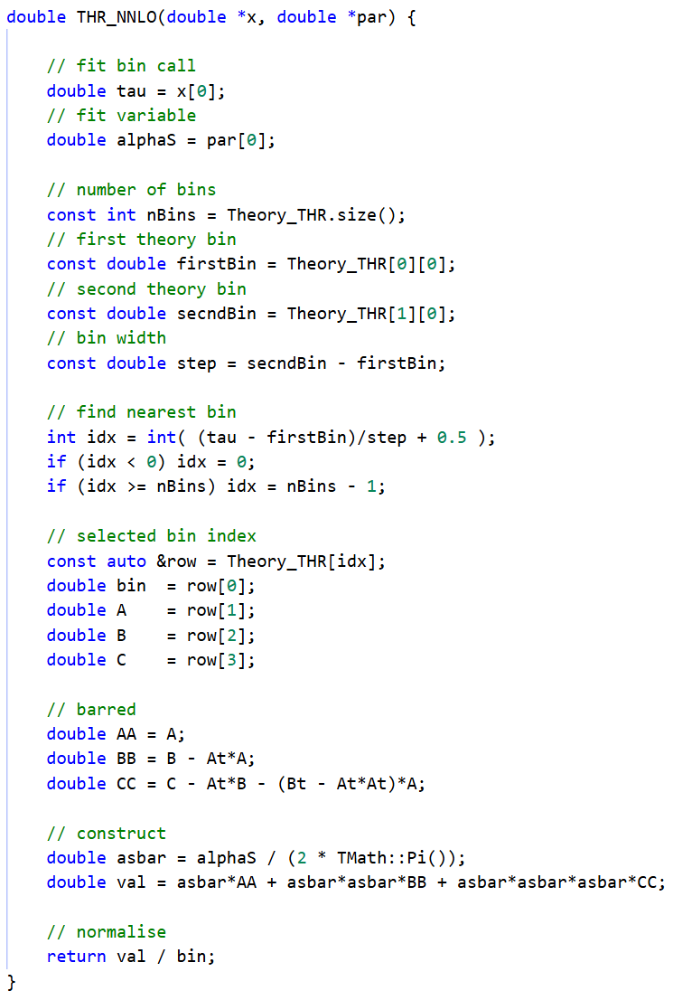 double THR_NNLO(double *x, double *par) {
// fit bin call
double tau = x[0];
// fit variable
double alphaS = par[0];
// number of bins
const int nBins = Theory_THR.size();
// first theory bin
const double firstBin = Theory_THR[0][0];
// second theory bin
const double secndBin = Theory_THR[1][0];
// bin width
const double step = secndBin - firstBin;
// find nearest bin
int idx = int( (tau - firstBin)/step + 0.5 );
if (idx < 0) idx = 0;
if (idx >= nBins) idx = nBins - 1;
// selected bin index
const auto &row = Theory_THR[idx];
double bin  = row[0];
double A    = row[1];
double B    = row[2];
double C    = row[3];
// barred
double AA = A;
double BB = B - At*A;
double CC = C - At*B - (Bt - At*At)*A;
// construct
double asbar = alphaS / (2 * TMath::Pi());
double val = asbar*AA + asbar*asbar*BB + asbar*asbar*asbar*CC;
// normalise
return val / bin;
}